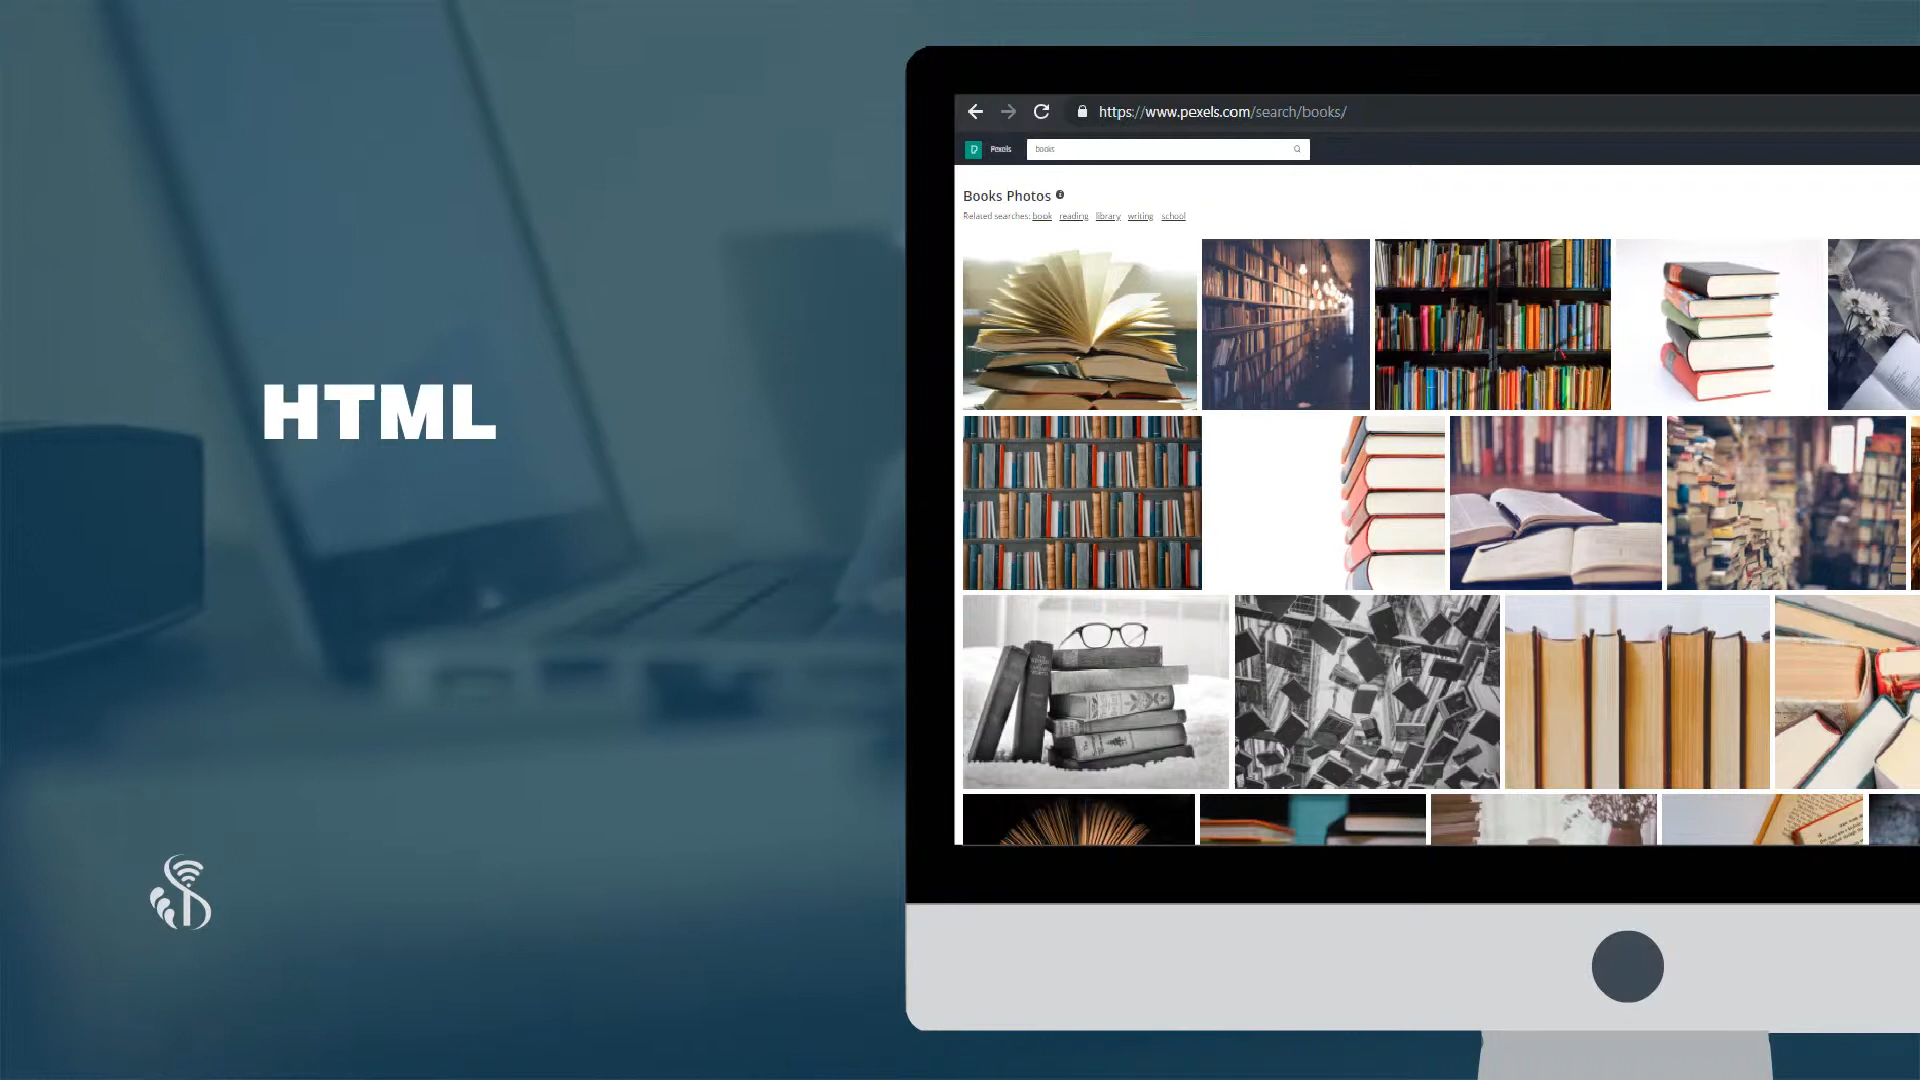 HTML
https://www.pexels.com/search/books/
Pexels
books
Books Photos
Related searches: book reading library writing school